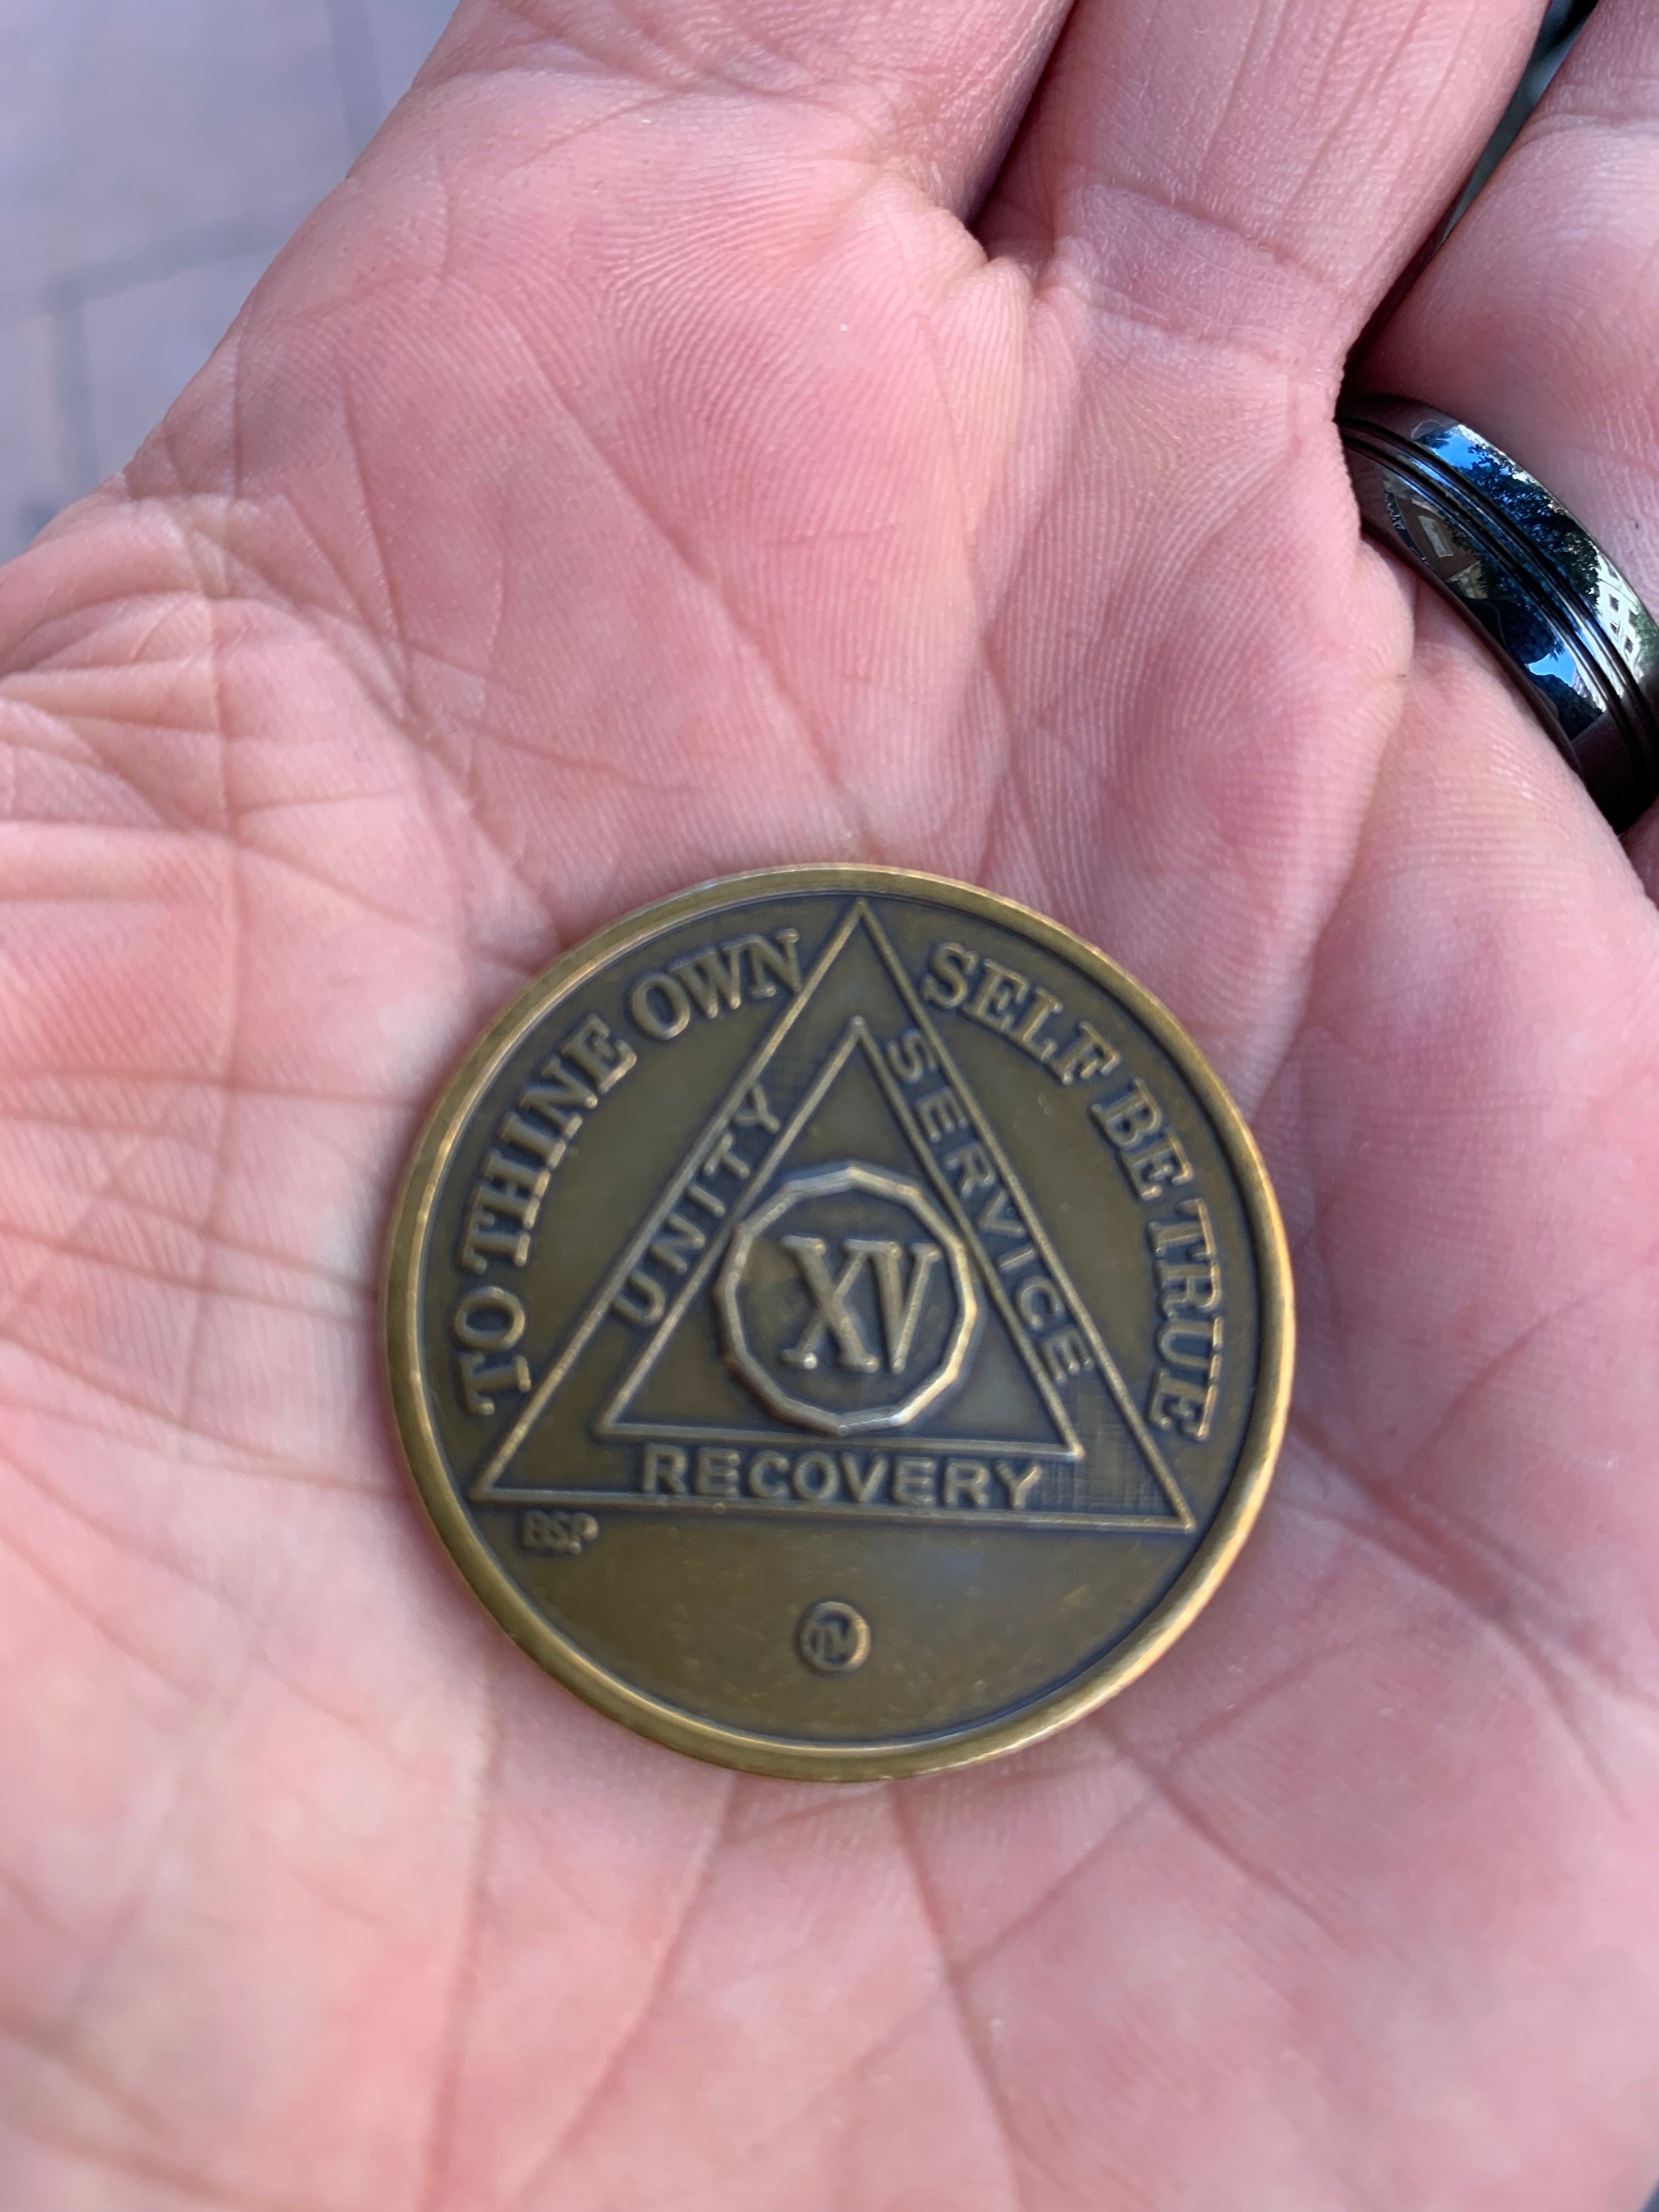 TO THINE OWN SELF BE TRUE
UNITY
SERVICE
XV
RECOVERY
BSP
TM